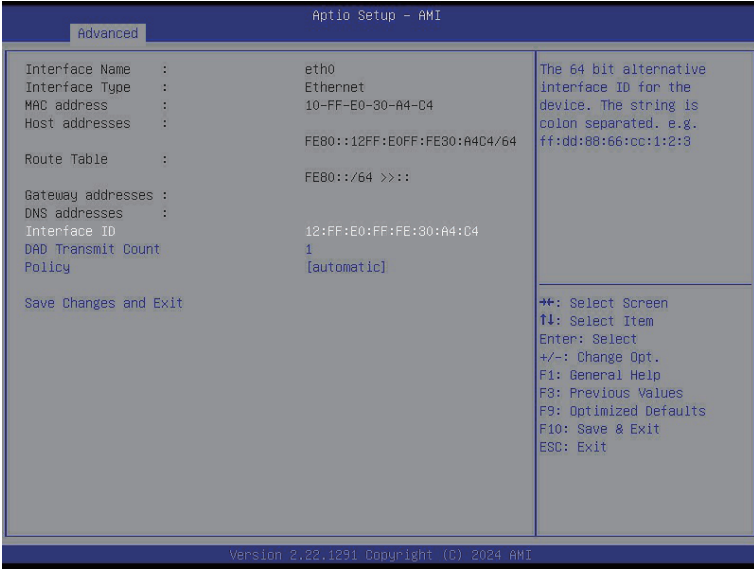 Aptio Setup – AMI
Advanced
Interface Name : eth0
Interface Type : Ethernet
MAC address : 10-FF-E0-30-A4-C4
Host addresses :
FE80::12FF:E0FF:FE30:A4C4/64
Route Table :
FE80::/64 >>::
Gateway addresses :
DNS addresses :
Interface ID 12:FF:E0:FF:FE:30:A4:C4
DAD Transmit Count 1
Policy [automatic]
Save Changes and Exit
The 64 bit alternative
interface ID for the
device. The string is
colon separated. e.g.
ff:dd:88:66:cc:1:2:3
→←: Select Screen
↑↓: Select Item
Enter: Select
+/-: Change Opt.
F1: General Help
F3: Previous Values
F9: Optimized Defaults
F10: Save & Exit
ESC: Exit
Version 2.22.1291 Copyright (C) 2024 AMI